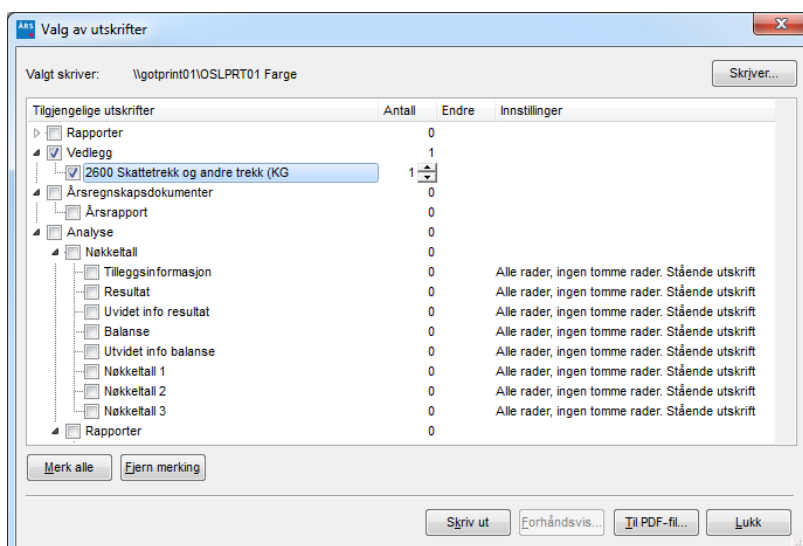 ÅRS Valg av utskrifter
Valgt skriver: \\gotprint01\OSLPRT01 Farge Skriver...
Tilgjengelige utskrifter Antall Endre Innstillinger
Rapporter 0
Vedlegg 1
2600 Skattetrekk og andre trekk (KG 1
Årsregnskapsdokumenter 0
Årsrapport 0
Analyse 0
Nøkkeltall 0
Tilleggsinformasjon 0 Alle rader, ingen tomme rader. Stående utskrift
Resultat 0 Alle rader, ingen tomme rader. Stående utskrift
Uvidet info resultat 0 Alle rader, ingen tomme rader. Stående utskrift
Balanse 0 Alle rader, ingen tomme rader. Stående utskrift
Utvidet info balanse 0 Alle rader, ingen tomme rader. Stående utskrift
Nøkkeltall 1 0 Alle rader, ingen tomme rader. Stående utskrift
Nøkkeltall 2 0 Alle rader, ingen tomme rader. Stående utskrift
Nøkkeltall 3 0 Alle rader, ingen tomme rader. Stående utskrift
Rapporter 0
Merk alle Fjern merking
Skriv ut Forhåndsvis... Til PDF-fil... Lukk